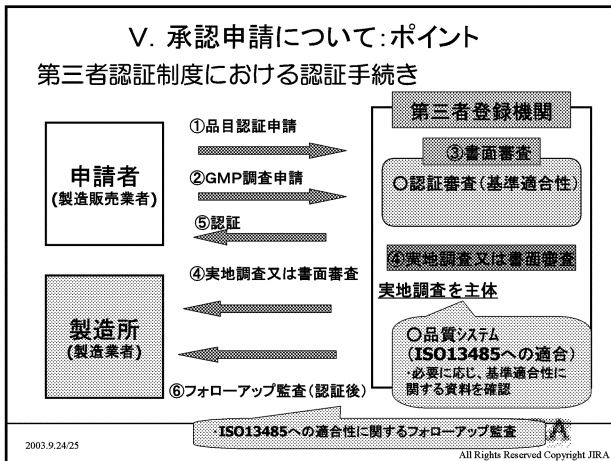 Ⅴ．承認申請について：ポイント
第三者認証制度における認証手続き
申請者
(製造販売業者)
製造所
(製造業者)
①品目認証申請
②GMP調査申請
⑤認証
④実地調査又は書面審査
⑥フォローアップ監査(認証後)
第三者登録機関
③書面審査
○認証審査(基準適合性)
④実地調査又は書面審査
実地調査を主体
○品質システム
(ISO13485への適合)
・必要に応じ、基準適合性に
関する資料を確認
・ISO13485への適合性に関するフォローアップ監査
2003.9.24/25
All Rights Reserved Copyright JIRA